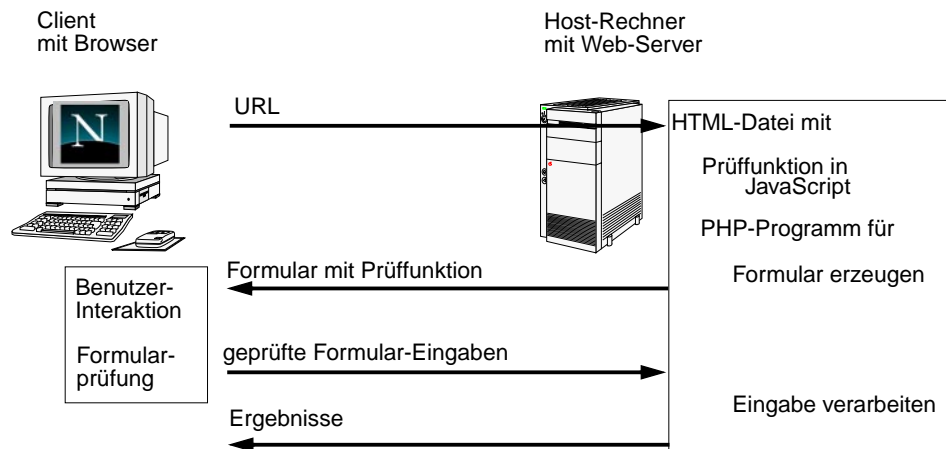 Client
mit Browser
Host-Rechner
mit Web-Server
N
URL
HTML-Datei mit
Prüffunktion in
JavaScript
PHP-Programm für
Formular mit Prüffunktion
Formular erzeugen
Benutzer-
Interaktion
Formular-
prüfung
geprüfte Formular-Eingaben
Eingabe verarbeiten
Ergebnisse